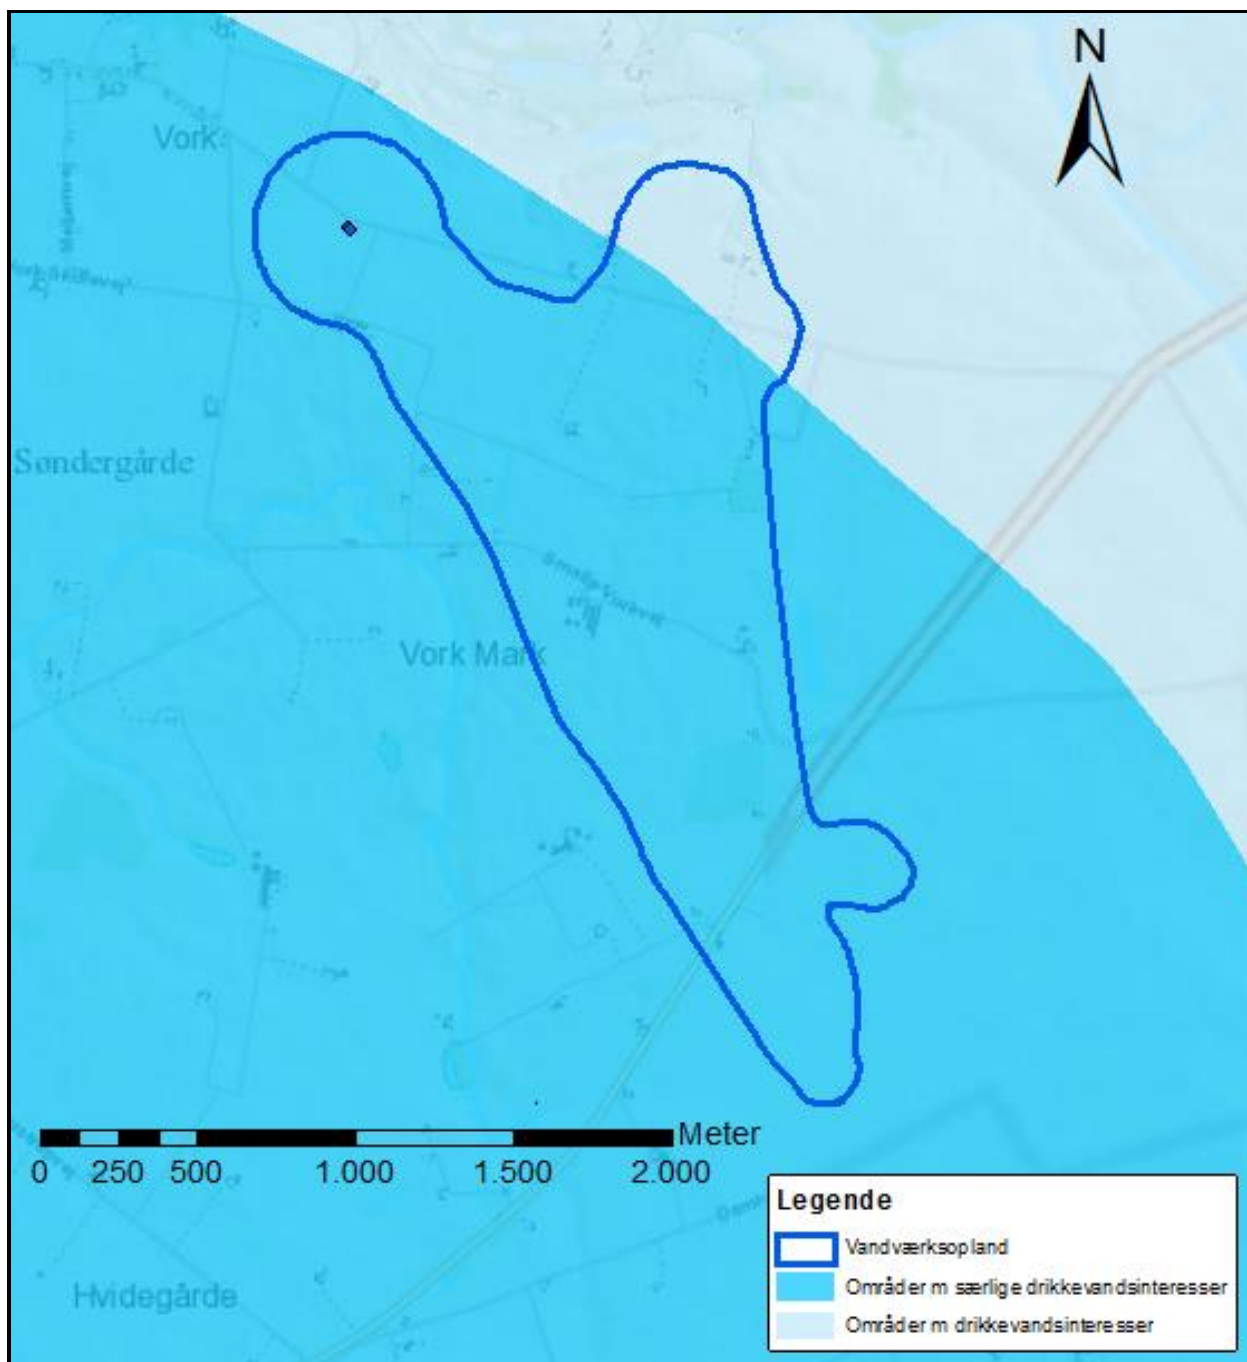 N
Vork
Søndergårde
Vork Mark
Meter
0 250 500 1.000 1.500 2.000
Legende
Vandværksopland
Områder m særlige drikkevandsinteresser
Områder m drikkevandsinteresser
Hvidegårde